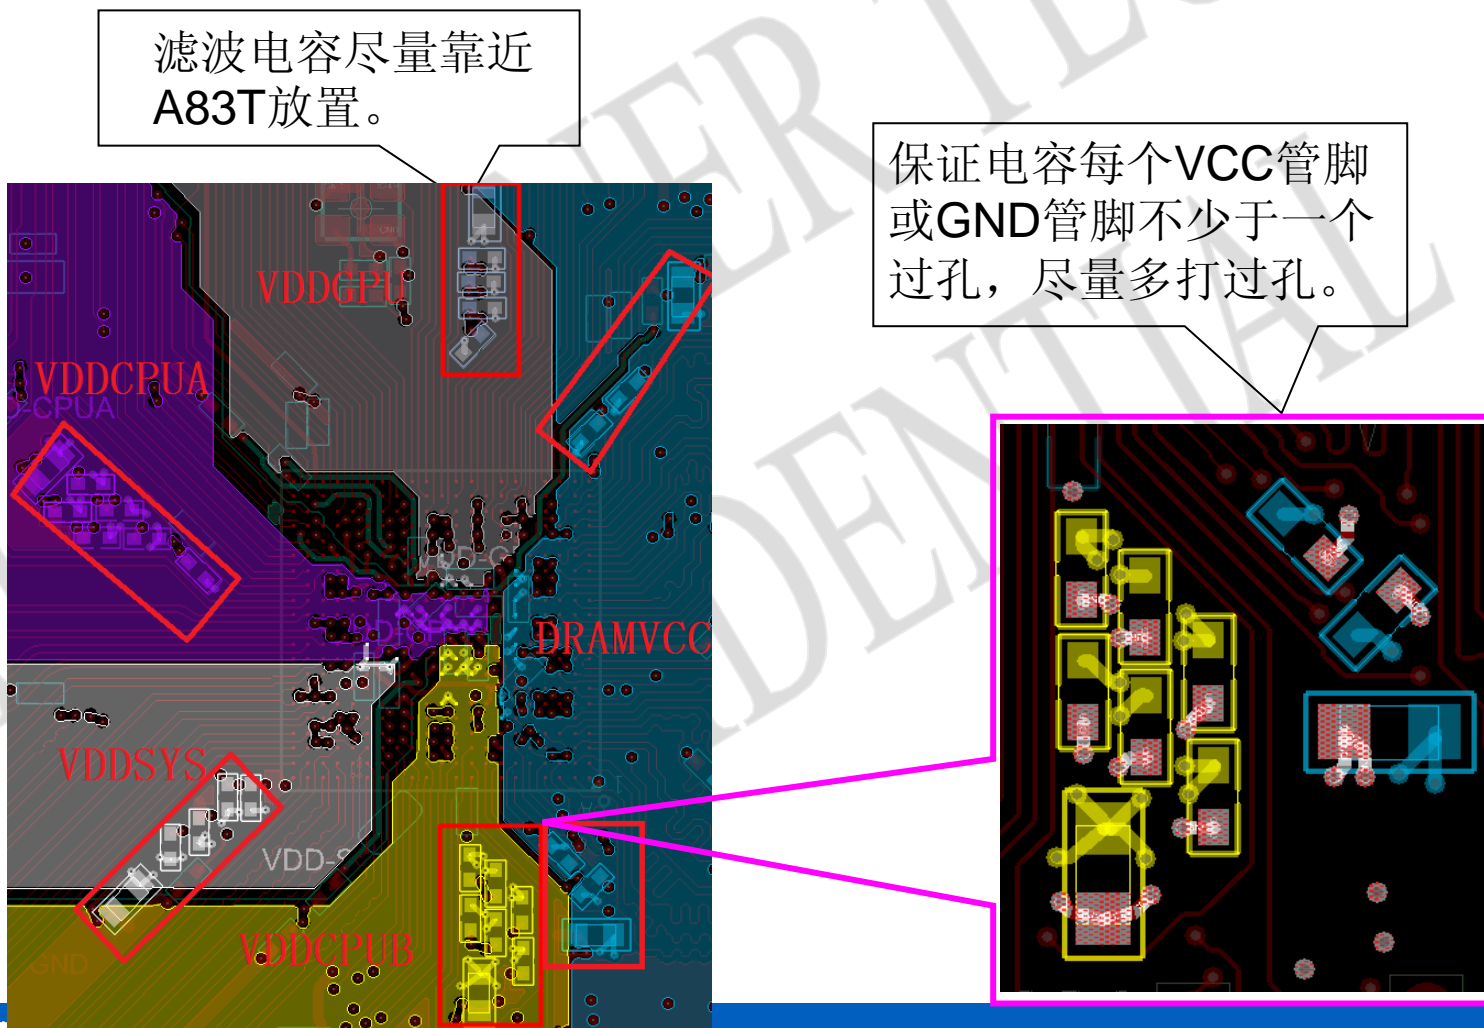 滤波电容尽量靠近
A83T放置。
保证电容每个VCC管脚
或GND管脚不少于一个
过孔，尽量多打过孔。
VDDGPU
VDDCPUA
CPUA
DRAMVCC
VDDSYS
VDD-S
VDDCPUB
GND